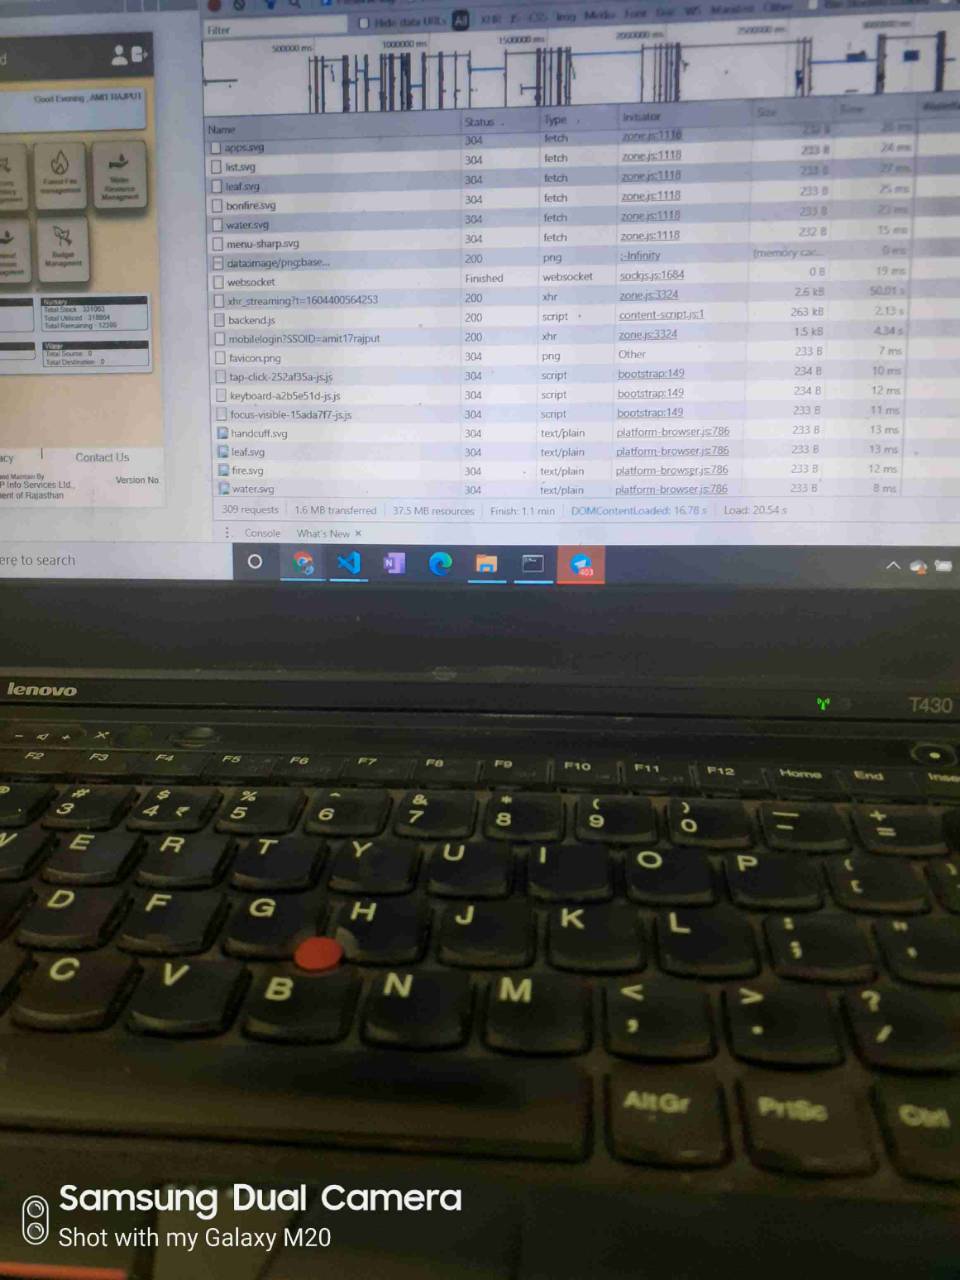 Filter
Hide data URLs All XHR JS CSS Img Media Font Doc WS Manifest Other
500000 ms 1000000 ms 1500000 ms 2000000 ms
Good Evening , AMIT RAJPUT
Forest Fire
Water
Resource
Budget
Nursery
Total Stock : 331063
Total Remaining : 12399
Water
Total Source : 0
Total Destination : 0
Contact Us
P Info Services Ltd.,
ent of Rajasthan
Version No
Name Status Type Initiator Size Time
apps.svg 304 fetch zone.js:1118
list.svg 304 fetch zone.js:1118 233 B 24 ms
leaf.svg 304 fetch zone.js:1118 233 B 27 ms
bonfire.svg 304 fetch zone.js:1118 233 B 25 ms
water.svg 304 fetch zone.js:1118 233 B 23 ms
menu-sharp.svg 304 fetch zone.js:1118 232 B 15 ms
data:image/png;base... 200 png :-Infinity (memory cac... 0 ms
websocket Finished websocket sockjs.js:1684 0 B 19 ms
xhr_streaming?t=1604400564253 200 xhr zone.js:3324 2.6 kB 50.01 s
backend.js 200 script content-script.js:1 263 kB 2.13 s
mobilelogin?SSOID=amit17rajput 200 xhr zone.js:3324 1.5 kB 4.34 s
favicon.png 304 png Other 233 B 7 ms
tap-click-252af35a-js.js 304 script bootstrap:149 234 B 10 ms
keyboard-a2b5e51d-js.js 304 script bootstrap:149 234 B 12 ms
focus-visible-15ada7f7-js.js 304 script bootstrap:149 233 B 11 ms
handcuff.svg 304 text/plain platform-browser.js:786 233 B 13 ms
leaf.svg 304 text/plain platform-browser.js:786 233 B 13 ms
fire.svg 304 text/plain platform-browser.js:786 233 B 12 ms
water.svg 304 text/plain platform-browser.js:786 233 B 8 ms
309 requests 1.6 MB transferred 37.5 MB resources Finish: 1.1 min DOMContentLoaded: 16.78 s Load: 20.54 s
Console What's New ×
ere to search
N
403
lenovo
T430
F2 F3 F4 F5 F6 F7 F8 F9 F10 F11 F12 Home End Inse
# $ % ^ & * ( ) — +
3 4 ₹ 5 6 7 8 9 0 - =
E R T Y U I O P { [
D F G H J K L : ; " '
C V B N M < , > . ? /
AltGr PrtSc Ctrl
Samsung Dual Camera
Shot with my Galaxy M20